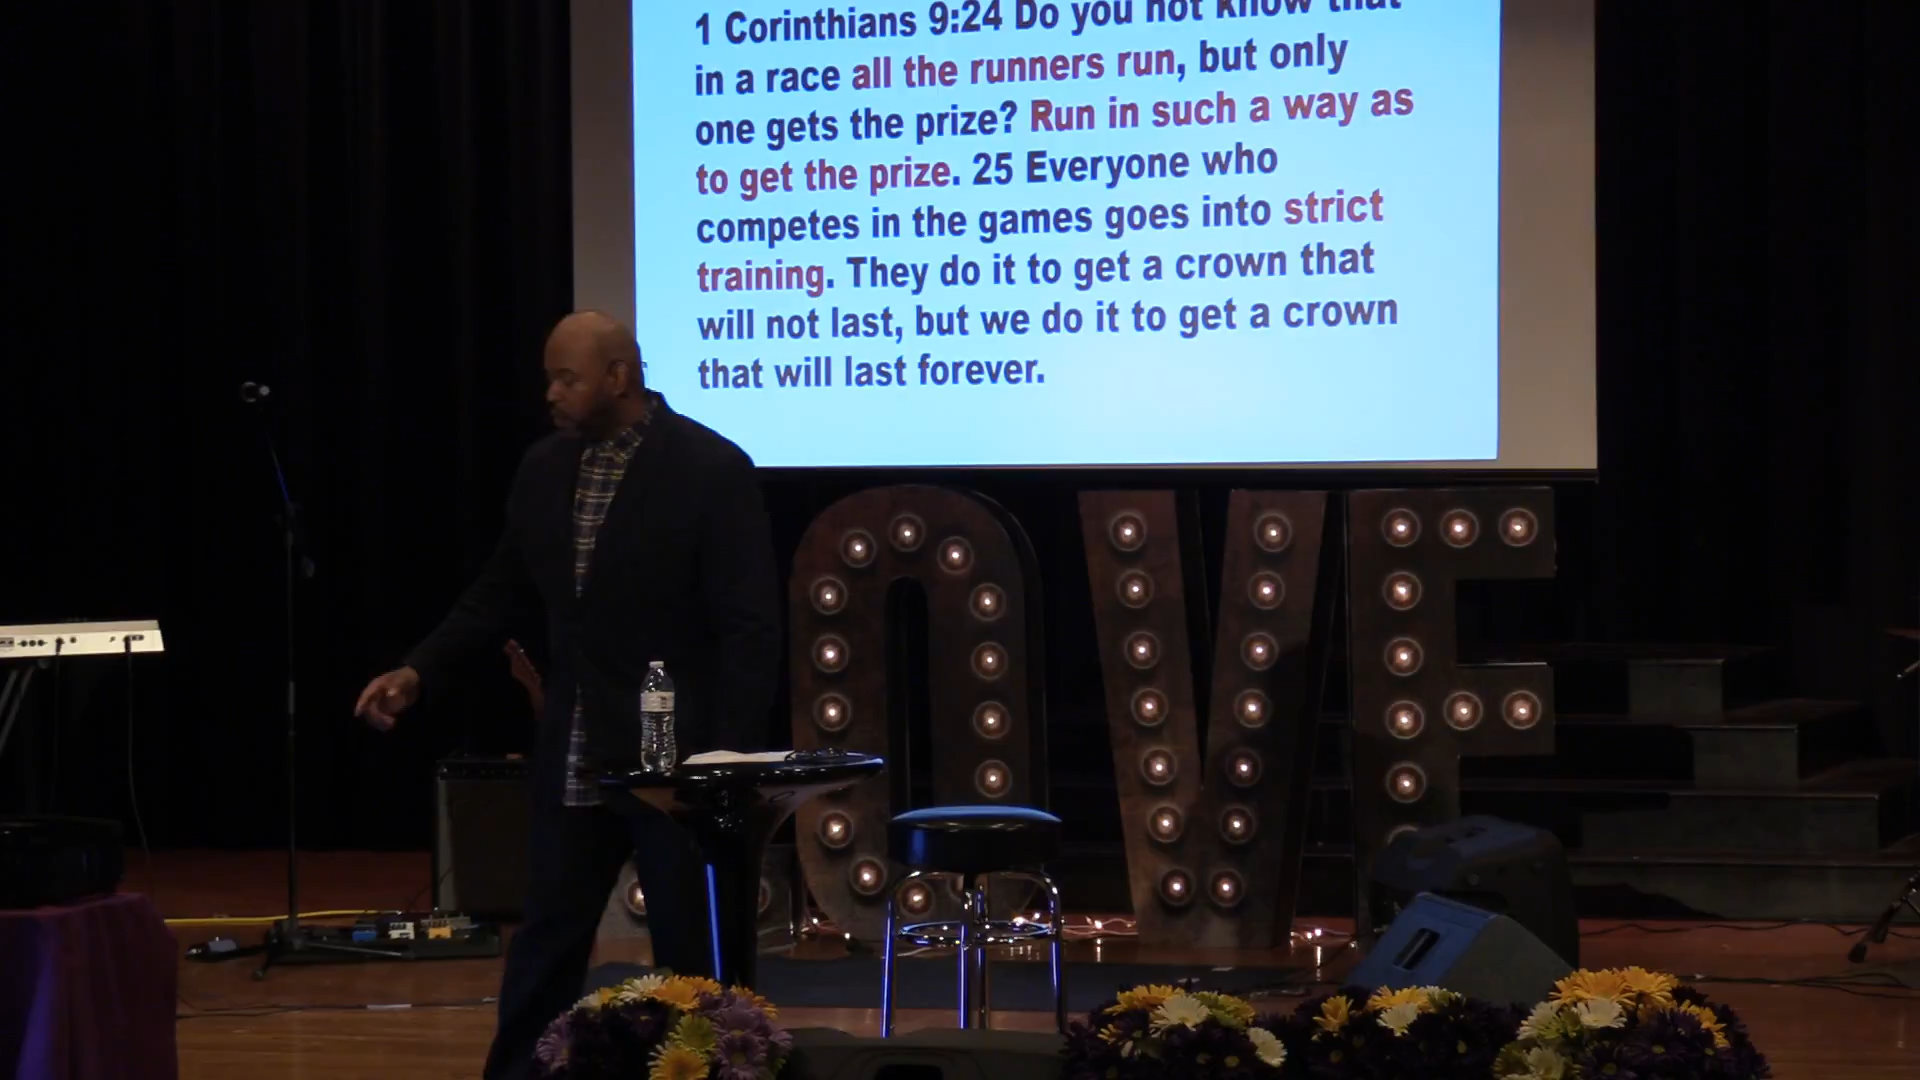 1 Corinthians 9:24 Do you not know that
in a race all the runners run, but only
one gets the prize? Run in such a way as
to get the prize. 25 Everyone who
competes in the games goes into strict
training. They do it to get a crown that
will not last, but we do it to get a crown
that will last forever.
OVE